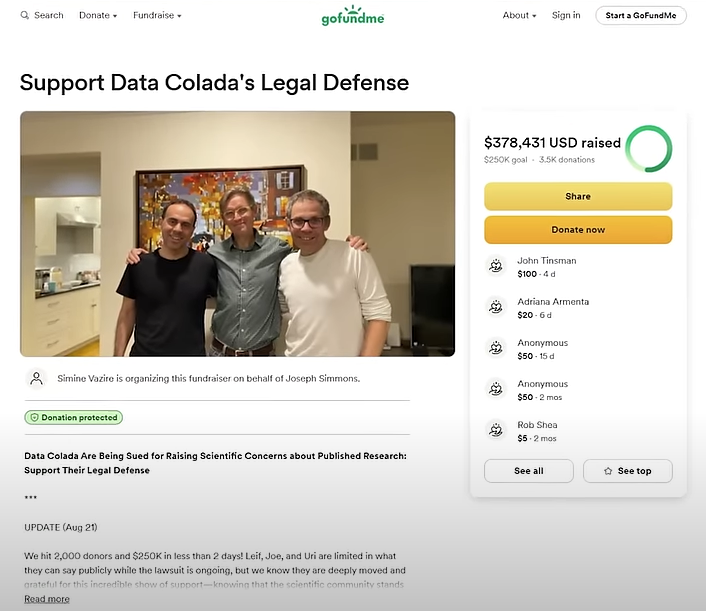 Search Donate Fundraise gofundme About Sign in Start a GoFundMe
Support Data Colada's Legal Defense
$378,431 USD raised
$250K goal · 3.5K donations
Share
Donate now
John Tinsman
$100 · 4 d
Adriana Armenta
$20 · 6 d
Anonymous
$50 · 15 d
Anonymous
$50 · 2 mos
Rob Shea
$5 · 2 mos
See all See top
Simine Vazire is organizing this fundraiser on behalf of Joseph Simmons.
Donation protected
Data Colada Are Being Sued for Raising Scientific Concerns about Published Research:
Support Their Legal Defense
***
UPDATE (Aug 21)
We hit 2,000 donors and $250K in less than 2 days! Leif, Joe, and Uri are limited in what
they can say publicly while the lawsuit is ongoing, but we know they are deeply moved and
grateful for this incredible show of support—knowing that the scientific community stands
Read more